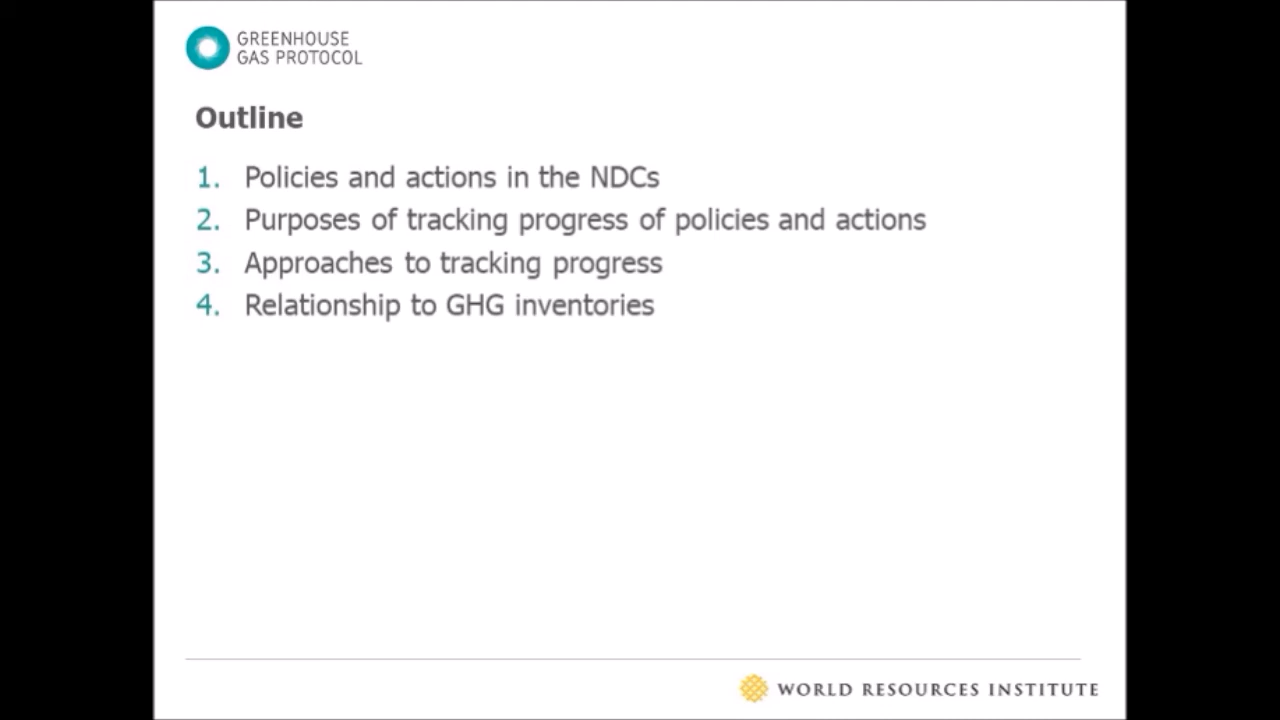 GREENHOUSE
GAS PROTOCOL
Outline
1. Policies and actions in the NDCs
2. Purposes of tracking progress of policies and actions
3. Approaches to tracking progress
4. Relationship to GHG inventories
WORLD RESOURCES INSTITUTE